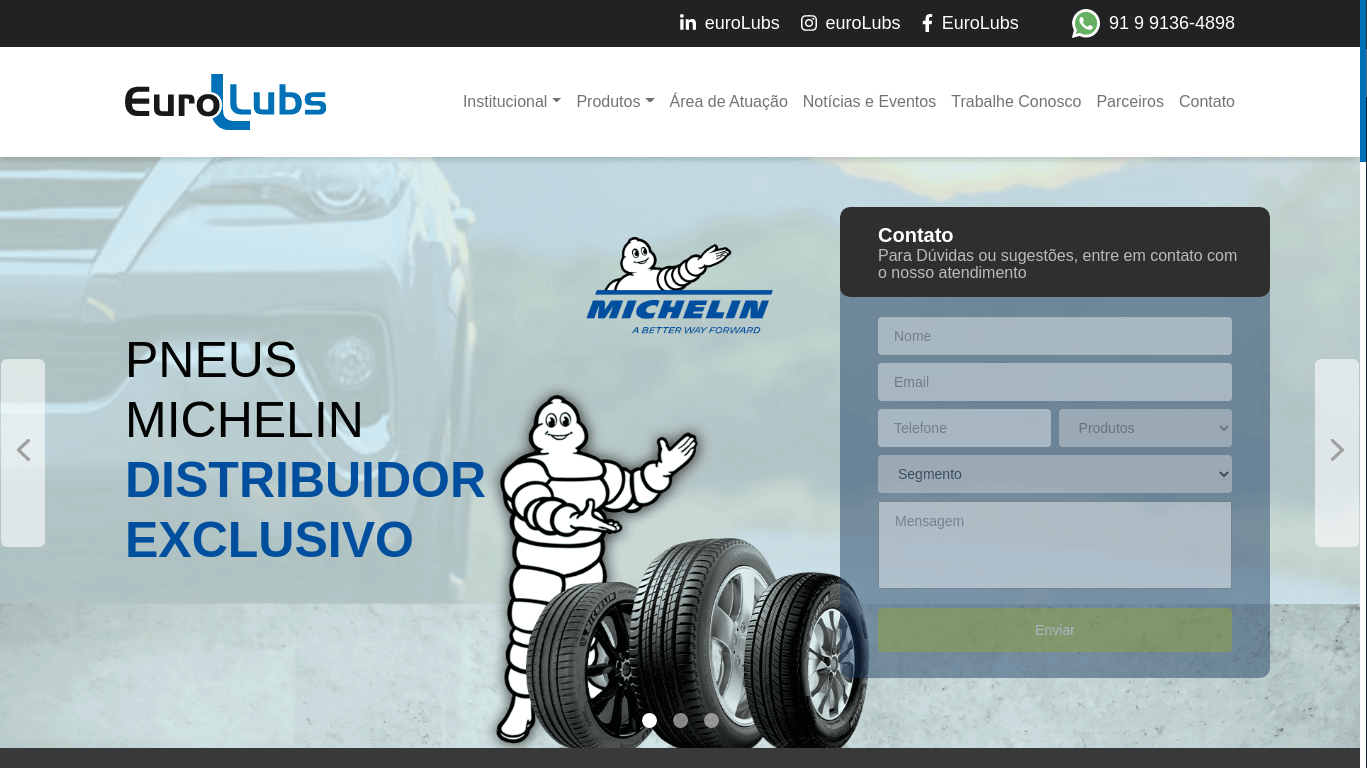 euroLubs euroLubs EuroLubs 91 9 9136-4898
EuroLubs
Institucional Produtos Área de Atuação Notícias e Eventos Trabalhe Conosco Parceiros Contato
MICHELIN
A BETTER WAY FORWARD
PNEUS
MICHELIN
DISTRIBUIDOR
EXCLUSIVO
Contato
Para Dúvidas ou sugestões, entre em contato com
o nosso atendimento
Nome
Email
Telefone Produtos
Segmento
Mensagem
Enviar